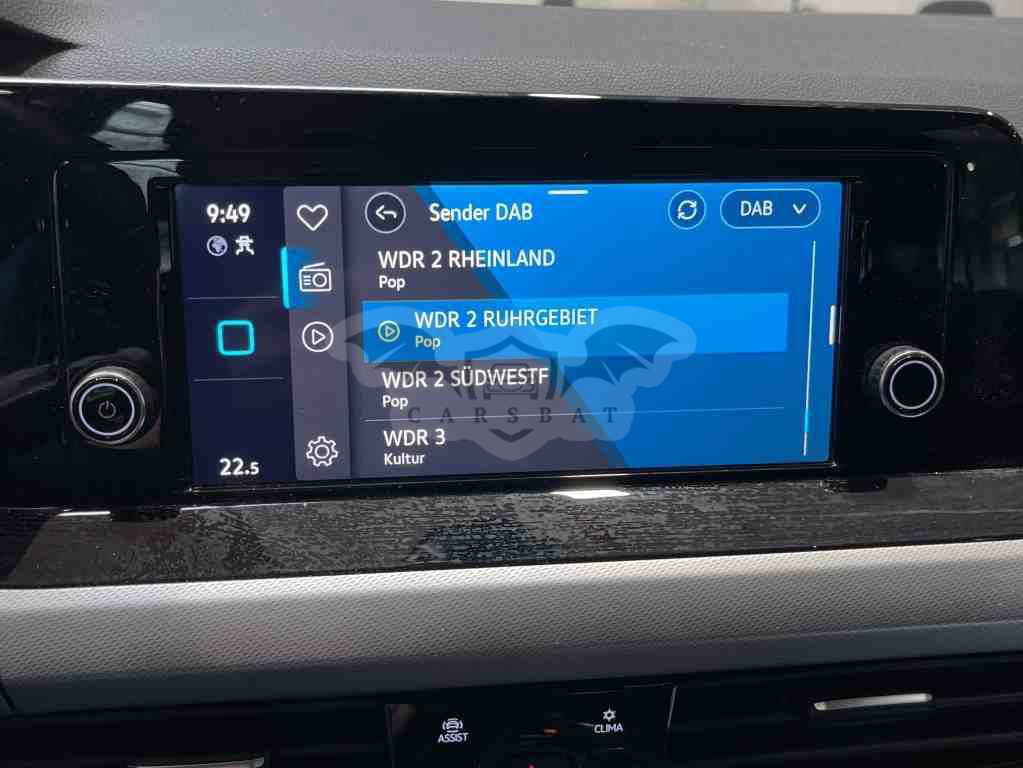 9:49
Sender DAB
DAB
WDR 2 RHEINLAND
Pop
WDR 2 RUHRGEBIET
Pop
WDR 2 SÜDWESTF
Pop
CARSBAT
WDR 3
Kultur
22.5
ASSIST
CLIMA